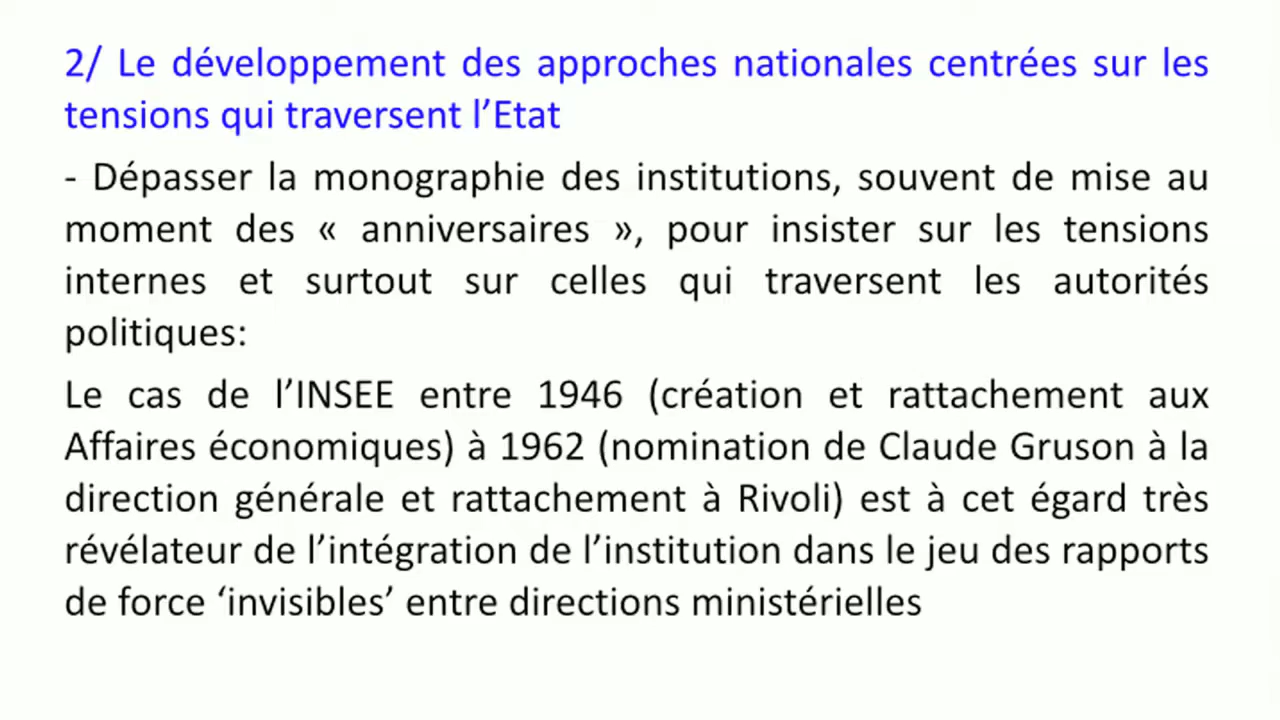 2/ Le développement des approches nationales centrées sur les
tensions qui traversent l’Etat
- Dépasser la monographie des institutions, souvent de mise au
moment des « anniversaires », pour insister sur les tensions
internes et surtout sur celles qui traversent les autorités
politiques:
Le cas de l’INSEE entre 1946 (création et rattachement aux
Affaires économiques) à 1962 (nomination de Claude Gruson à la
direction générale et rattachement à Rivoli) est à cet égard très
révélateur de l’intégration de l’institution dans le jeu des rapports
de force ‘invisibles’ entre directions ministérielles